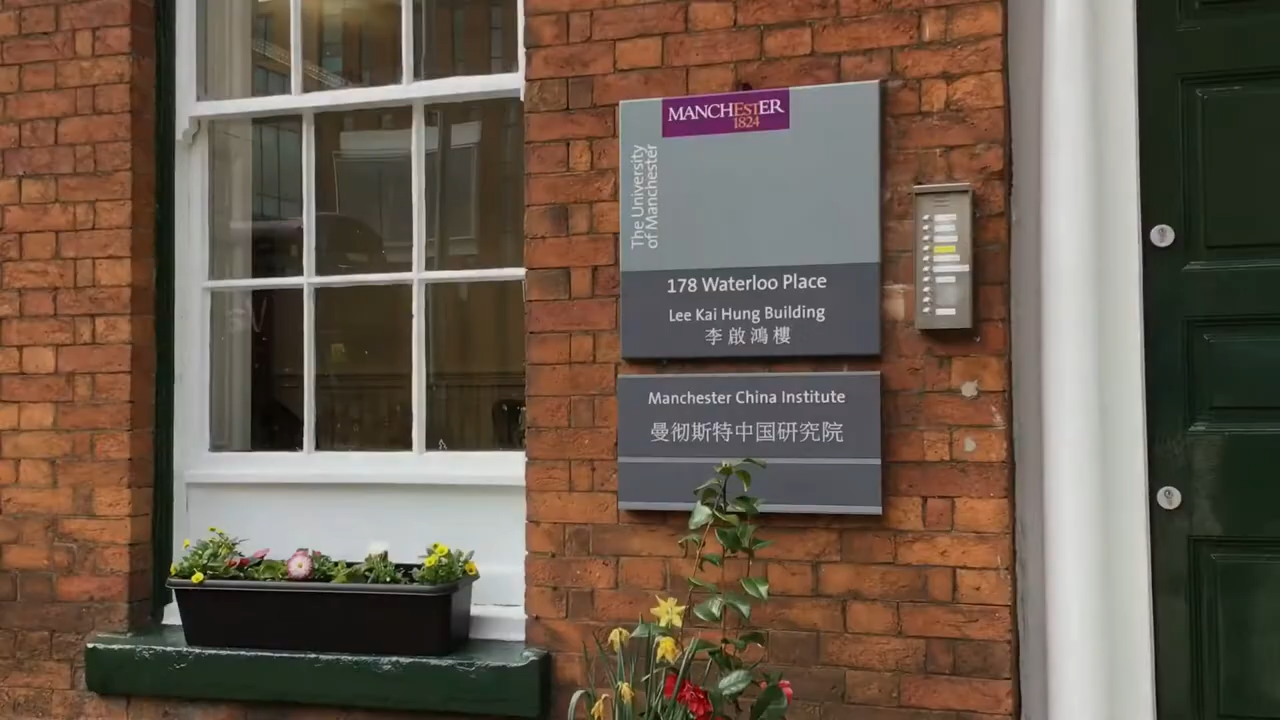 MANCHESTER
1824
The University
of Manchester
178 Waterloo Place
Lee Kai Hung Building
李啟鴻樓
Manchester China Institute
曼彻斯特中国研究院